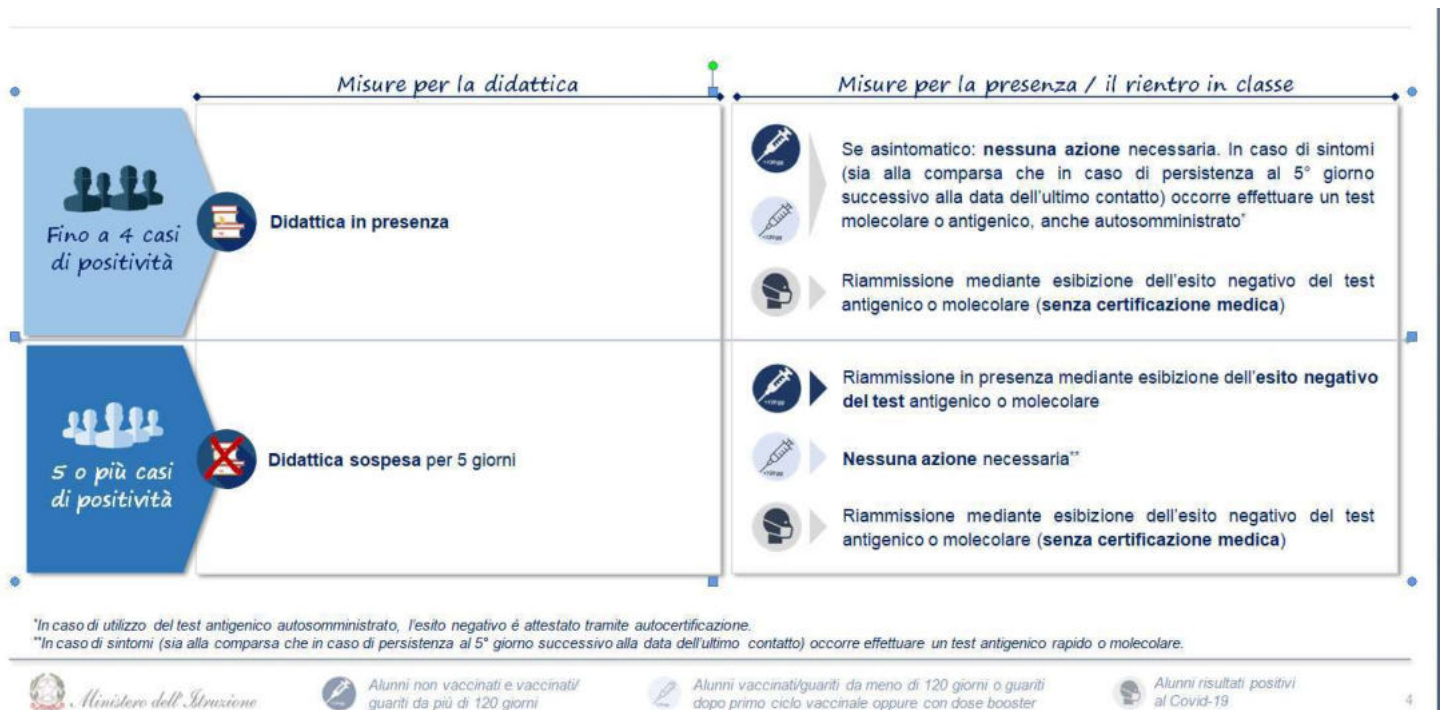 Misure per la didattica
Misure per la presenza / il rientro in classe
Fino a 4 casi
di positività
Didattica in presenza
Se asintomatico: nessuna azione necessaria. In caso di sintomi
(sia alla comparsa che in caso di persistenza al 5° giorno
successivo alla data dell'ultimo contatto) occorre effettuare un test
molecolare o antigenico, anche autosomministrato*
Riammissione mediante esibizione dell'esito negativo del test
antigenico o molecolare (senza certificazione medica)
5 o più casi
di positività
Didattica sospesa per 5 giorni
Riammissione in presenza mediante esibizione dell'esito negativo
del test antigenico o molecolare
Nessuna azione necessaria**
Riammissione mediante esibizione dell'esito negativo del test
antigenico o molecolare (senza certificazione medica)
*In caso di utilizzo del test antigenico autosomministrato, l'esito negativo é attestato tramite autocertificazione.
**In caso di sintomi (sia alla comparsa che in caso di persistenza al 5° giorno successivo alla data dell'ultimo contatto) occorre effettuare un test antigenico rapido o molecolare.
Ministero dell'Istruzione
Alunni non vaccinati e vaccinati/
guariti da più di 120 giorni
Alunni vaccinati/guariti da meno di 120 giorni o guariti
dopo primo ciclo vaccinale oppure con dose booster
Alunni risultati positivi
al Covid-19
4